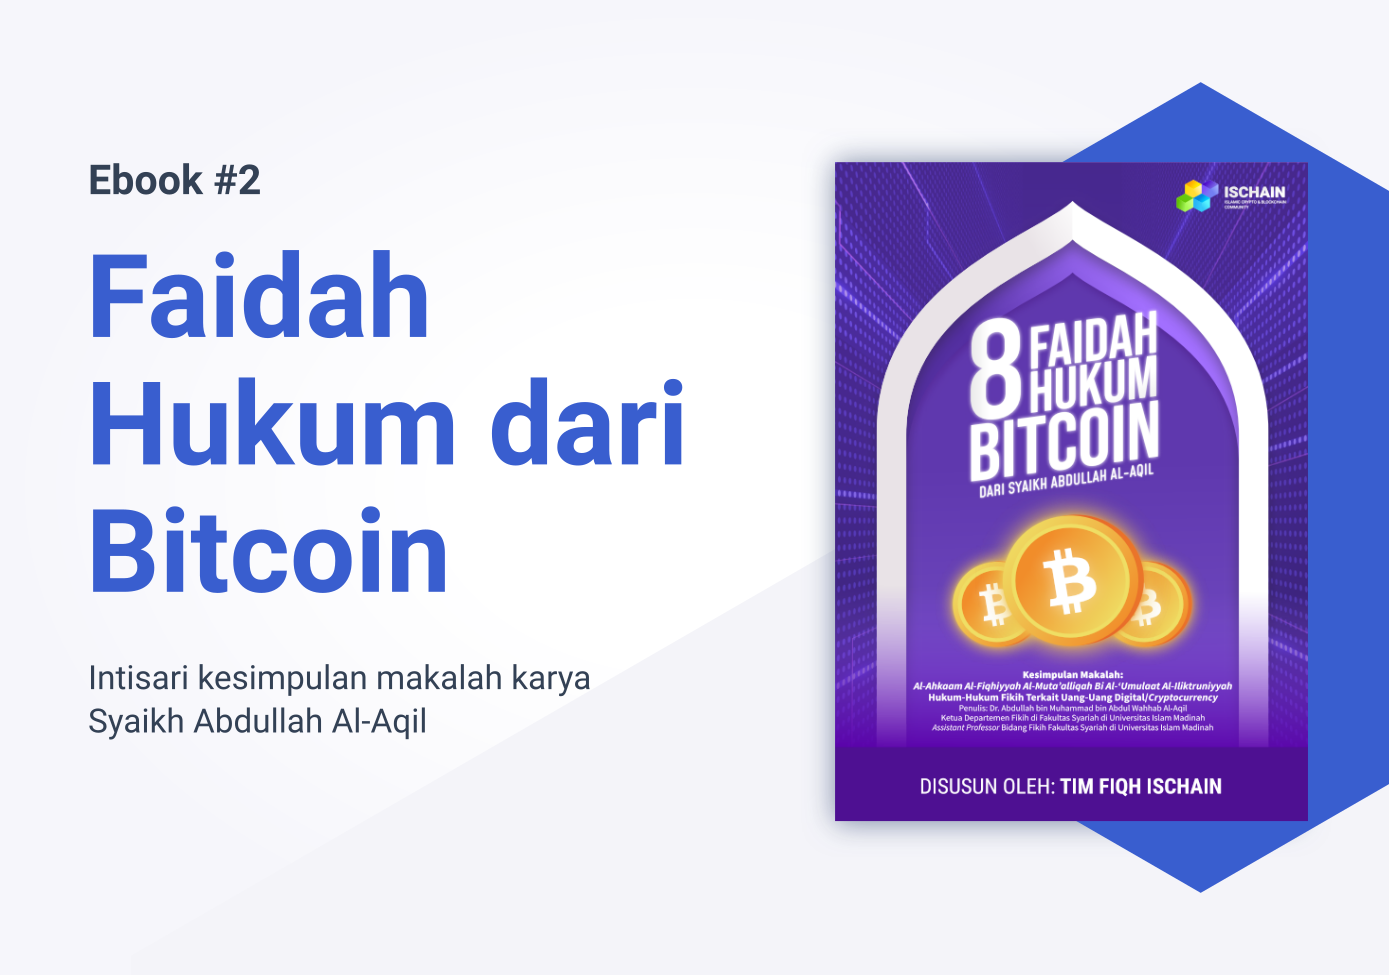 Ebook #2
Faidah
Hukum dari
Bitcoin
Intisari kesimpulan makalah karya
Syaikh Abdullah Al-Aqil
ISCHAIN
ISLAMIC CRYPTO & BLOCKCHAIN
COMMUNITY
8 FAIDAH
HUKUM
BITCOIN
DARI SYAIKH ABDULLAH AL-AQIL
Kesimpulan Makalah:
Al-Ahkaam Al-Fiqhiyyah Al-Muta'alliqah Bi Al-'Umulaat Al-Iliktruniyyah
Hukum-Hukum Fikih Terkait Uang-Uang Digital/Cryptocurrency
Penulis: Dr. Abdullah bin Muhammad bin Abdul Wahhab Al-Aqil
Ketua Departemen Fikih di Fakultas Syariah di Universitas Islam Madinah
Assistant Professor Bidang Fikih Fakultas Syariah di Universitas Islam Madinah
DISUSUN OLEH: TIM FIQH ISCHAIN